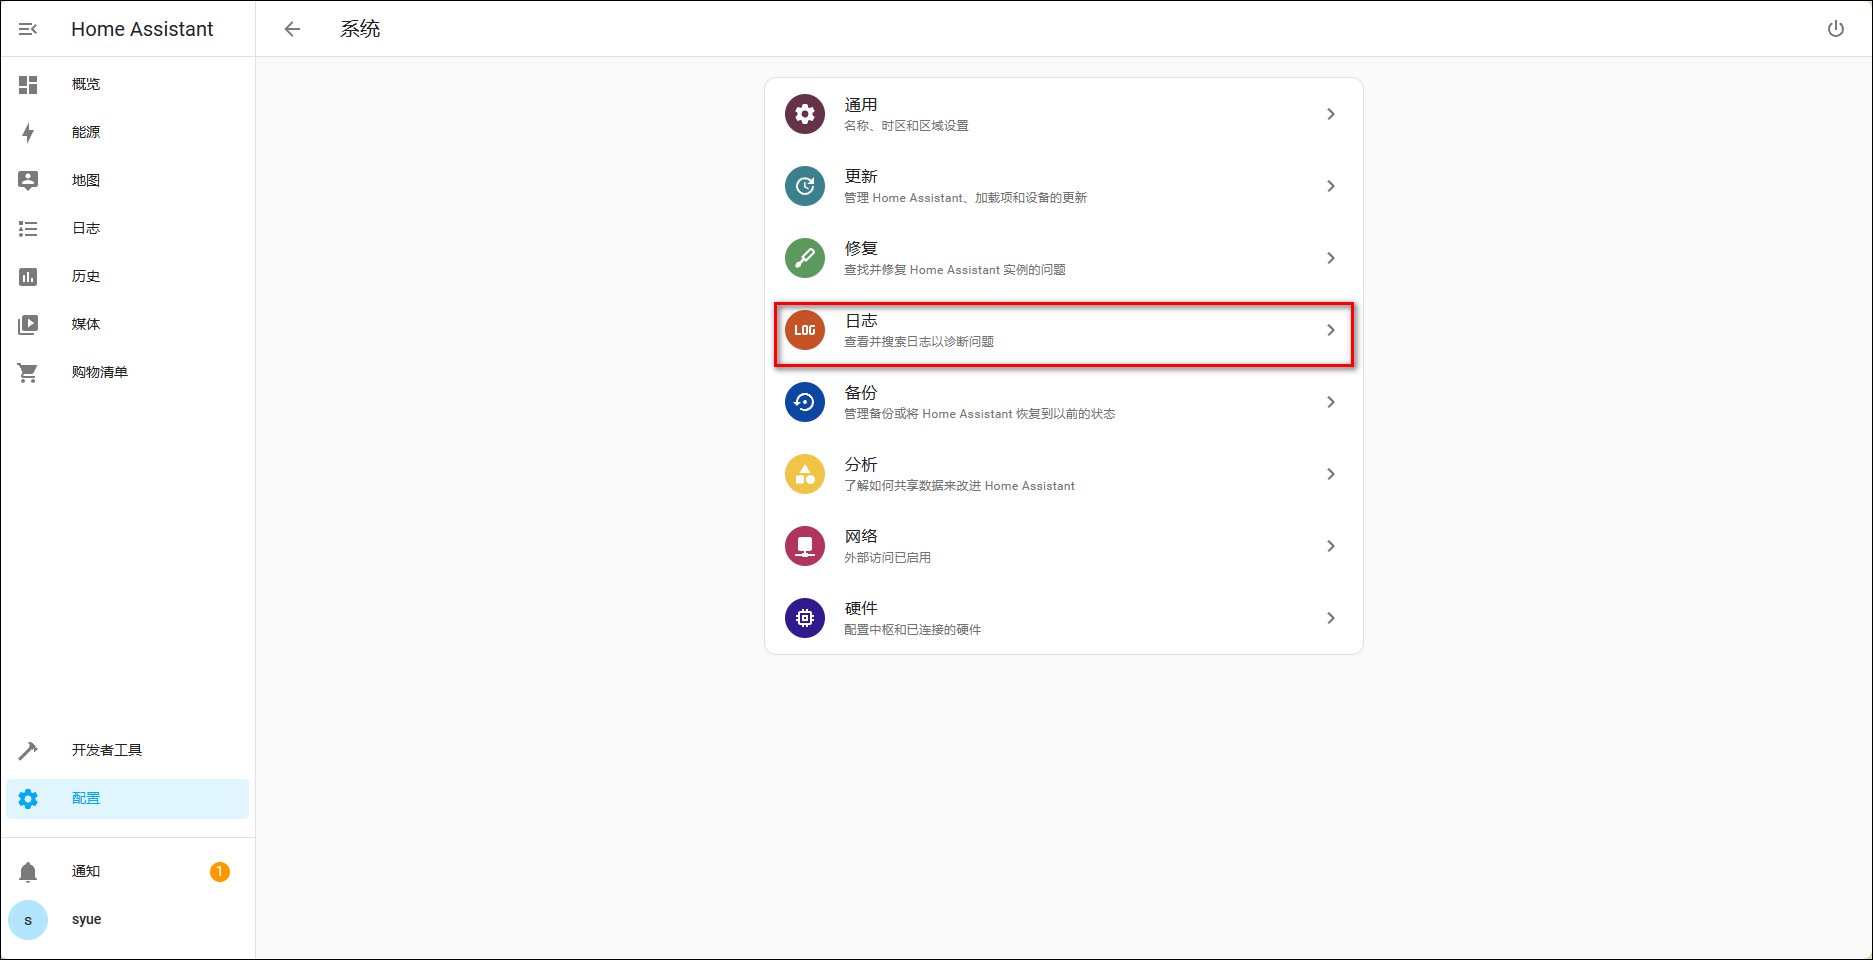 Home Assistant
概览
能源
地图
日志
历史
媒体
购物清单
开发者工具
配置
通知
1
s
syue
系统
通用
名称、时区和区域设置
更新
管理 Home Assistant、加载项和设备的更新
修复
查找并修复 Home Assistant 实例的问题
LOG
日志
查看并搜索日志以诊断问题
备份
管理备份或将 Home Assistant 恢复到以前的状态
分析
了解如何共享数据来改进 Home Assistant
网络
外部访问已启用
硬件
配置中枢和已连接的硬件